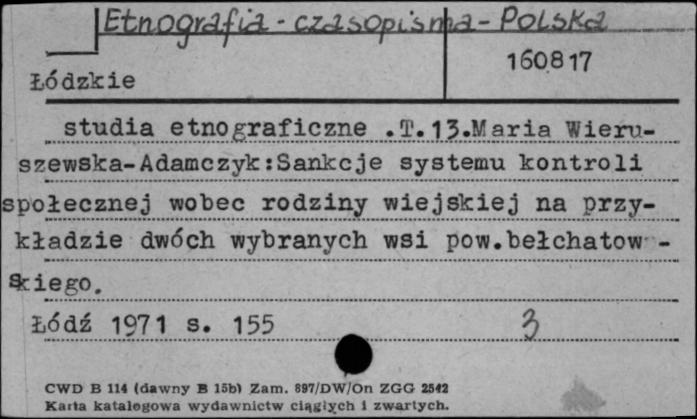 Etnografia - czasopisma - Polska
160817
Łódzkie
studia etnograficzne .T.13.Maria Wieru-
szewska-Adamczyk:Sankcje systemu kontroli
społecznej wobec rodziny wiejskiej na przy-
kładzie dwóch wybranych wsi pow.bełchatow -
skiego.
Łódź 1971 s. 155 3
CWD B 114 (dawny B 15b) Zam. 897/DW/On ZGG 2542
Karta katalogowa wydawnictw ciągłych i zwartych.